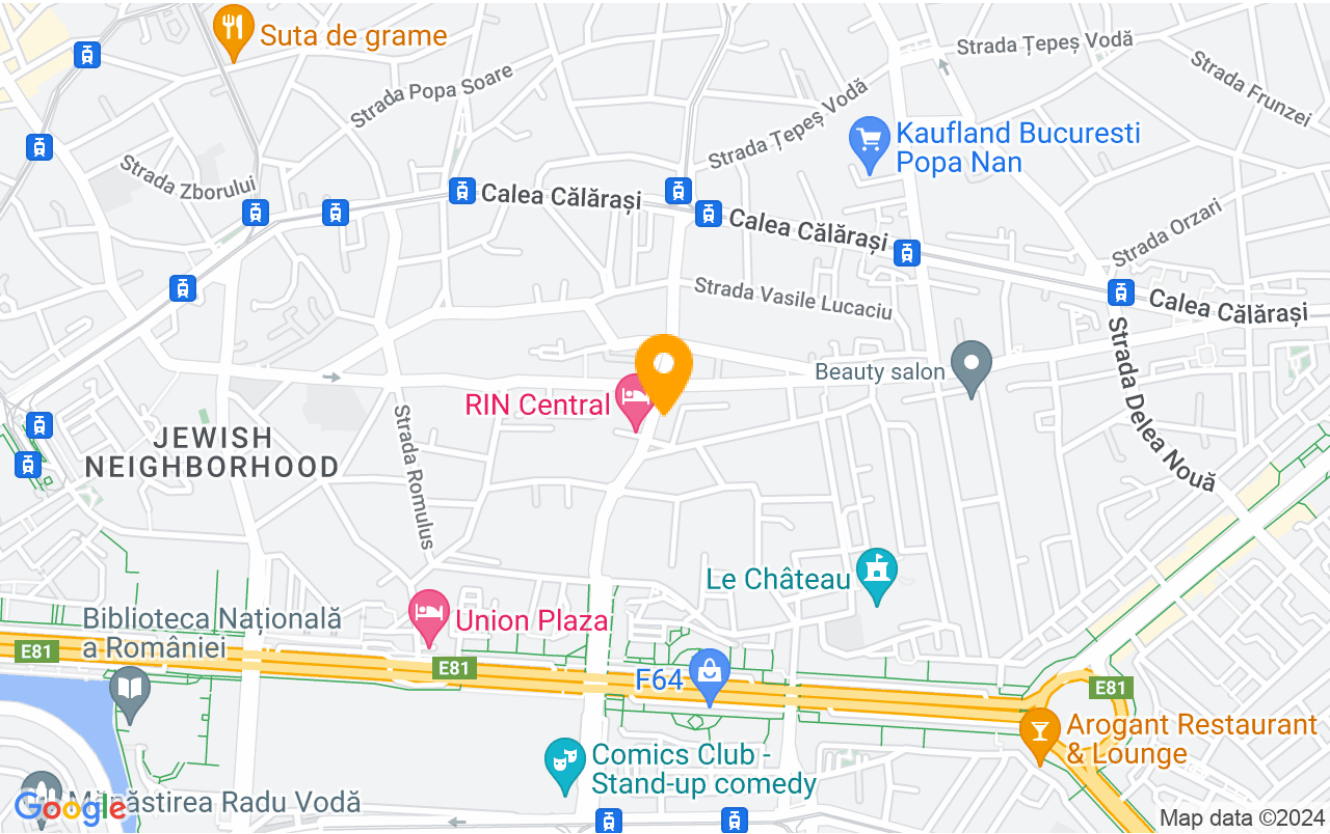 Suta de grame
Strada Țepeș Vodă
Strada Frunzei
Strada Popa Soare
Strada Țepeș Vodă
Kaufland Bucuresti
Popa Nan
Strada Zborului
Calea Călărași
Calea Călărași
Strada Orzari
Strada Vasile Lucaciu
Calea Călărași
Beauty salon
RIN Central
Strada Delea Nouă
JEWISH
NEIGHBORHOOD
Strada Romulus
Le Château
Biblioteca Națională
a României
Union Plaza
E81
E81
F64
E81
Arogant Restaurant
& Lounge
Comics Club -
Stand-up comedy
Mănăstirea Radu Vodă
Google
Map data ©2024